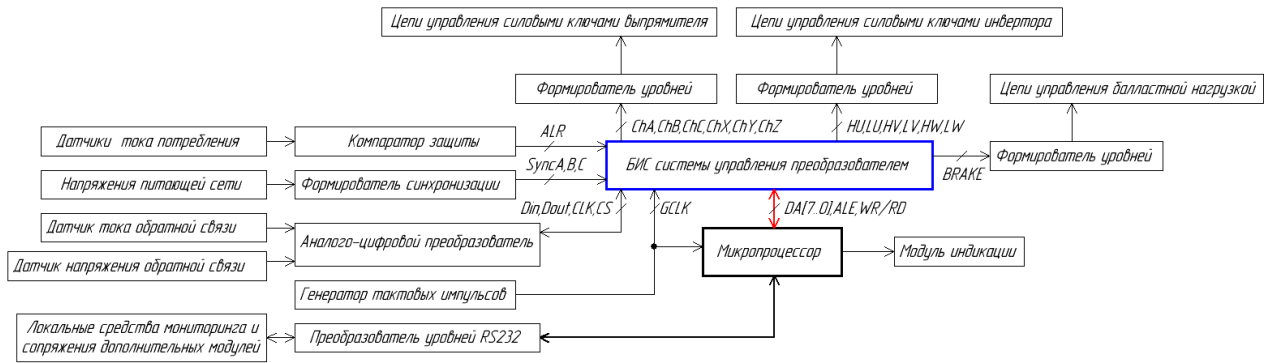 Цепи управления силовыми ключами выпрямителя
Цепи управления силовыми ключами инвертора
Формирователь уровней
Формирователь уровней
Цепи управления балластной нагрузкой
Датчики тока потребления
Компаратор защиты
ALR
ChA,ChB,ChC,ChX,ChY,ChZ
HU,LU,HV,LV,HW,LW
БИС системы управления преобразователем
Формирователь уровней
BRAKE
SyncA,B,C
Напряжения питающей сети
Формирователь синхронизации
Din,Dout,CLK,CS
GCLK
DA[7..0],ALE,WR/RD
Датчик тока обратной связи
Аналого-цифровой преобразователь
Микропроцессор
Модуль индикации
Датчик напряжения обратной связи
Генератор тактовых импульсов
Локальные средства мониторинга и
сопряжения дополнительных модулей
Преобразователь уровней RS232